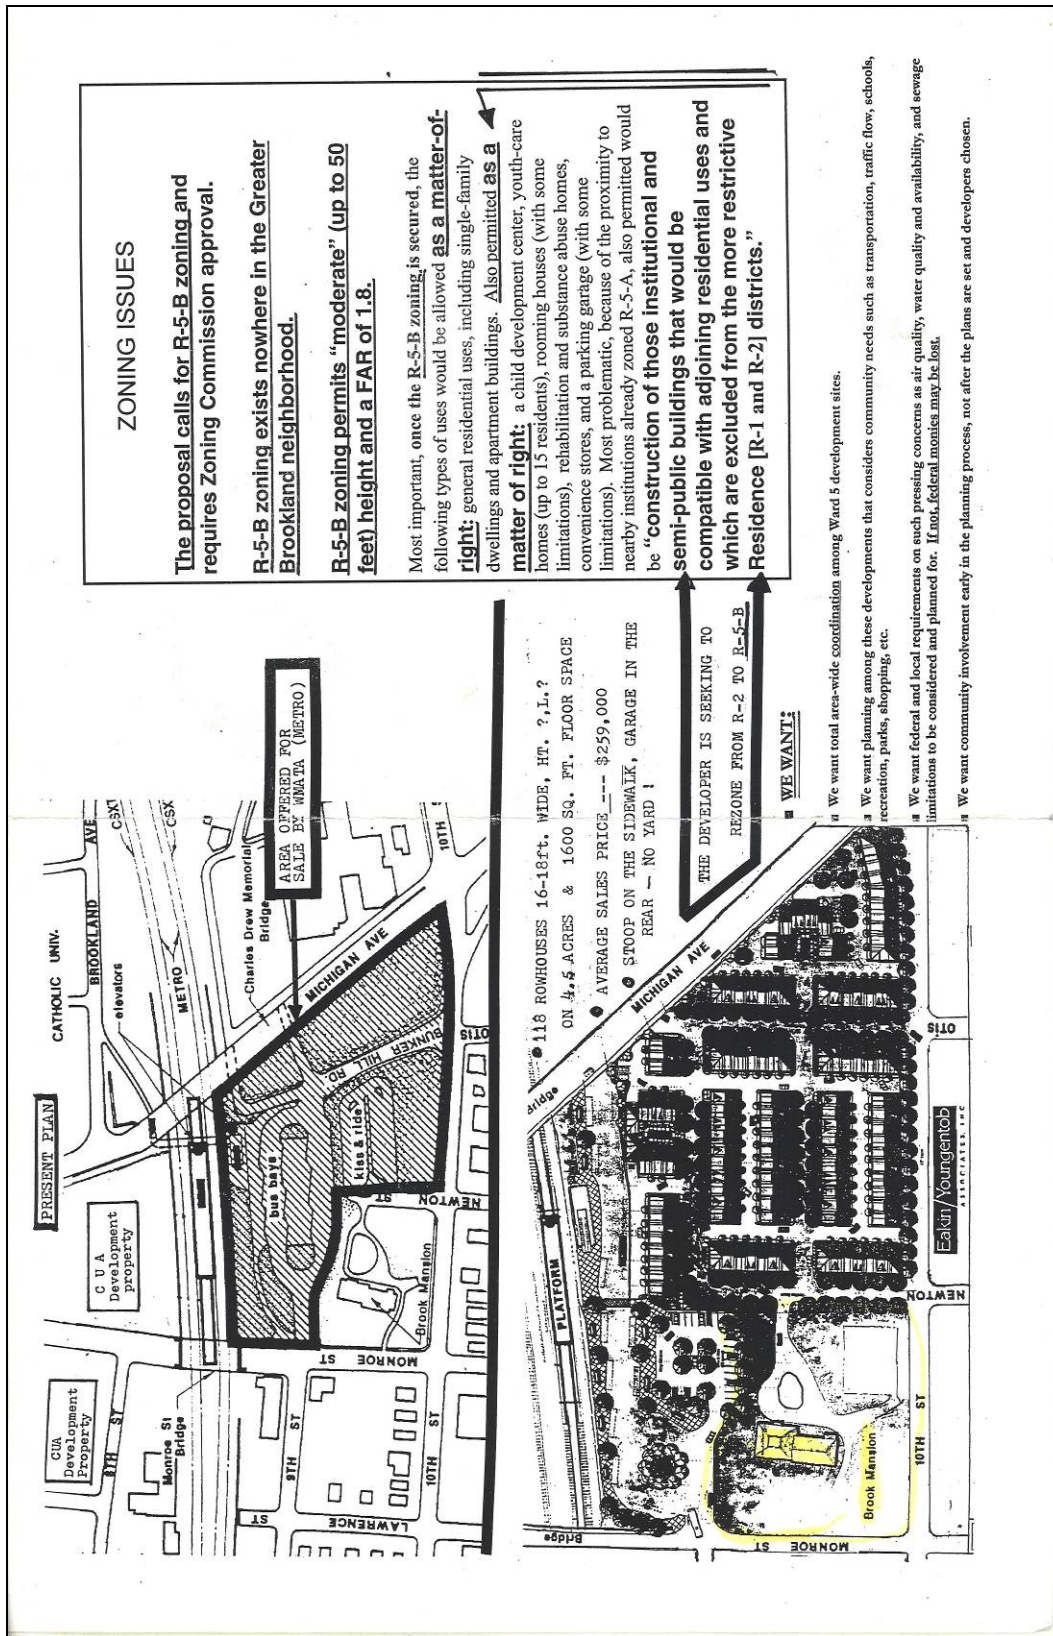 PRESENT PLAN
CATHOLIC UNIV.
BROOKLAND
AVE
CSXT
CSX
METRO
elevators
Charles Drew Memorial
Bridge
AREA OFFERED FOR
SALE BY WMATA (METRO)
C U A
Development
property
CUA
Development
Property
8TH ST
Monroe St
Bridge
MICHIGAN AVE
10TH
bus bays
kiss & ride
BUNKER HILL RD.
OTIS
NEWTON ST
Brook Mansion
MONROE ST
9TH ST
10TH ST
LAWRENCE ST
ZONING ISSUES
The proposal calls for R-5-B zoning and
requires Zoning Commission approval.
R-5-B zoning exists nowhere in the Greater
Brookland neighborhood.
R-5-B zoning permits “moderate” (up to 50
feet) height and a FAR of 1.8.
Most important, once the R-5-B zoning is secured, the
following types of uses would be allowed as a matter-of-
right: general residential uses, including single-family
dwellings and apartment buildings. Also permitted as a
matter of right: a child development center, youth-care
homes (up to 15 residents), rooming houses (with some
limitations), rehabilitation and substance abuse homes,
convenience stores, and a parking garage (with some
limitations). Most problematic, because of the proximity to
nearby institutions already zoned R-5-A, also permitted would
be “construction of those institutional and
semi-public buildings that would be
compatible with adjoining residential uses and
which are excluded from the more restrictive
Residence [R-1 and R-2] districts.”
118 ROWHOUSES 16-18ft. WIDE, HT. ?,L.?
ON 4.5 ACRES & 1600 SQ. FT. FLOOR SPACE
AVERAGE SALES PRICE --- $259,000
STOOP ON THE SIDEWALK, GARAGE IN THE
REAR — NO YARD !
THE DEVELOPER IS SEEKING TO
REZONE FROM R-2 TO R-5-B
Bridge
MICHIGAN AVE
PLATFORM
Bridge
Brook Mansion
MONROE ST
10TH ST
NEWTON
OTIS
Eakin/Youngentob
ASSOCIATES, INC
WE WANT:
We want total area-wide coordination among Ward 5 development sites.
We want planning among these developments that considers community needs such as transportation, traffic flow, schools,
recreation, parks, shopping, etc.
We want federal and local requirements on such pressing concerns as air quality, water quality and availability, and sewage
limitations to be considered and planned for. If not, federal monies may be lost.
We want community involvement early in the planning process, not after the plans are set and developers chosen.